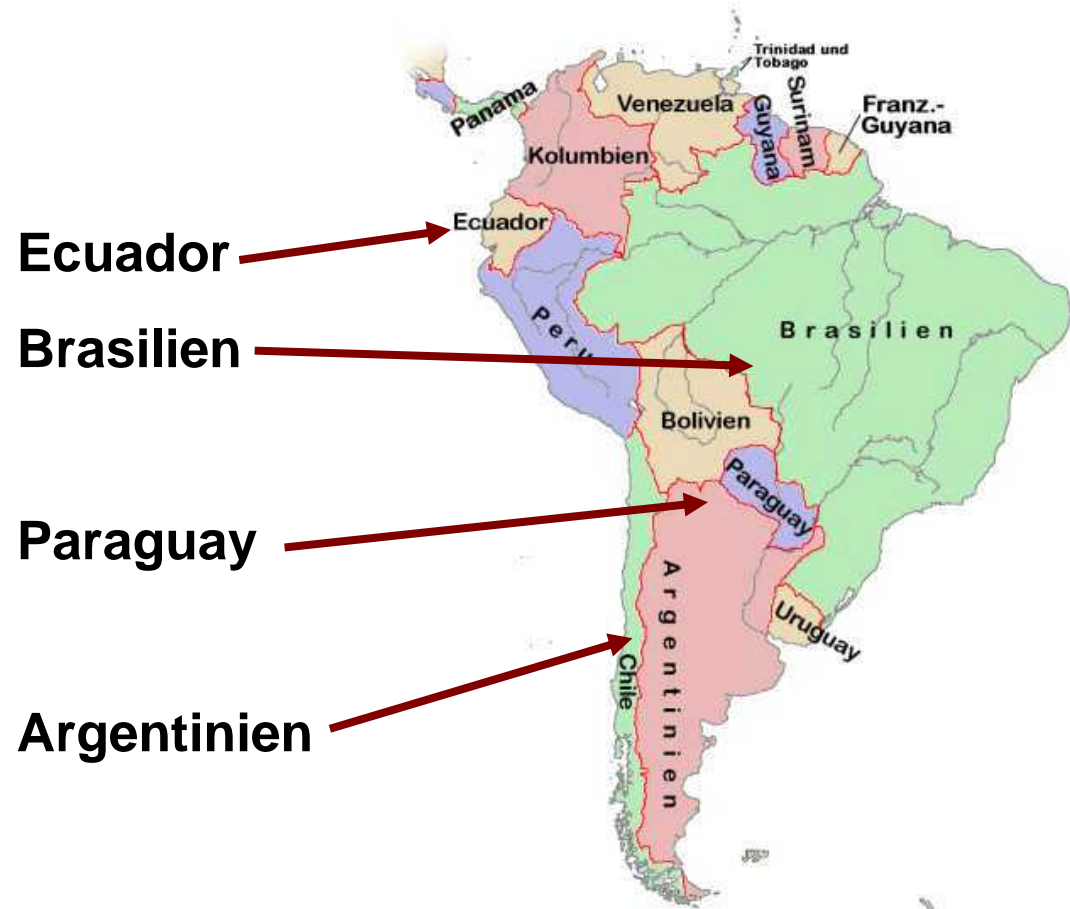 Trinidad und
Tobago
Panama
Venezuela
Guyana
Surinam
Franz.-
Guyana
Kolumbien
Ecuador
Ecuador
Peru
Brasilien
Brasilien
Bolivien
Paraguay
Paraguay
Argentinien
Uruguay
Chile
Argentinien